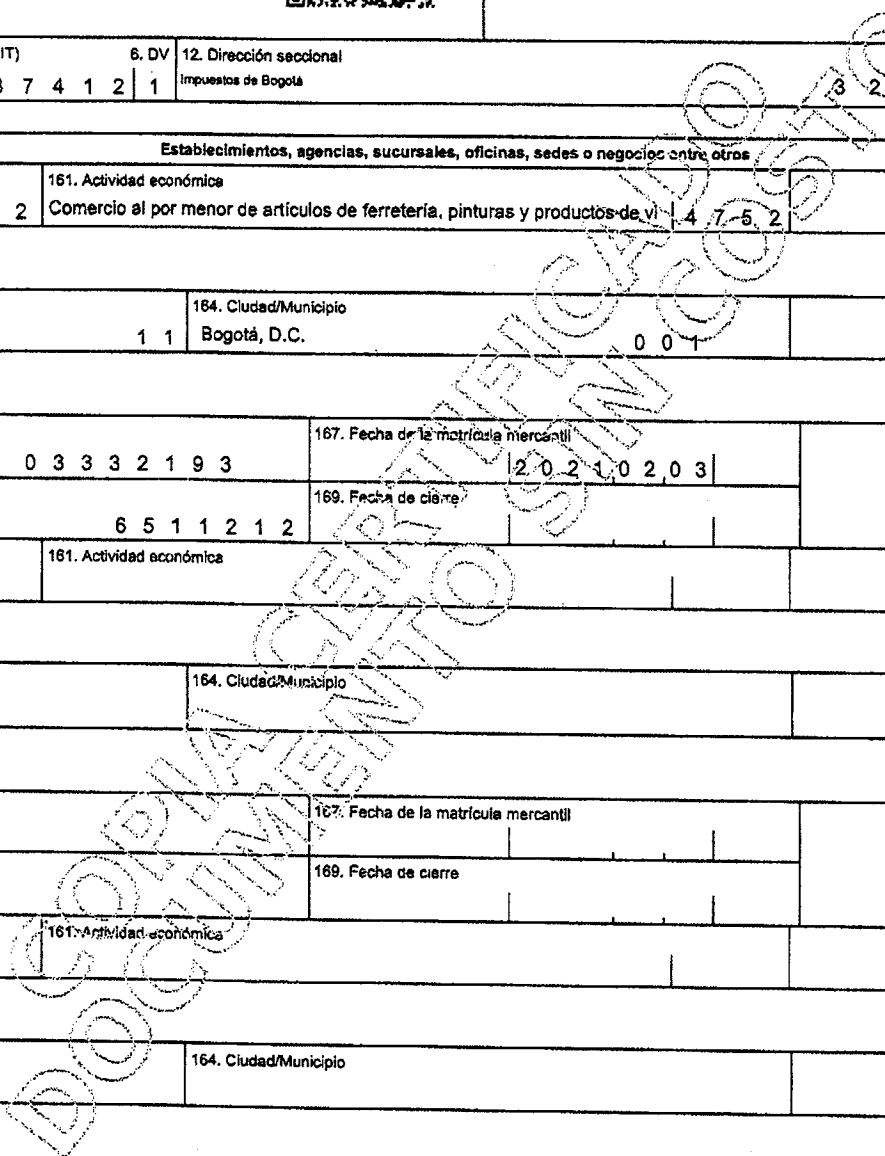 IT) 6. DV 12. Dirección seccional
7 4 1 2 1 Impuestos de Bogotá 3 2
Establecimientos, agencias, sucursales, oficinas, sedes o negocios entre otros
161. Actividad económica
2 Comercio al por menor de artículos de ferretería, pinturas y productos de vi 4 7 5 2
164. Ciudad/Municipio
1 1 Bogotá, D.C. 0 0 1
167. Fecha de la matrícula mercantil
0 3 3 3 2 1 9 3 2 0 2 1 0 2 0 3
169. Fecha de cierre
6 5 1 1 2 1 2
161. Actividad económica
164. Ciudad/Municipio
167. Fecha de la matrícula mercantil
169. Fecha de cierre
161. Actividad económica
164. Ciudad/Municipio
COPIA CERTIFICADO
DOCUMENTO SIN COSTO